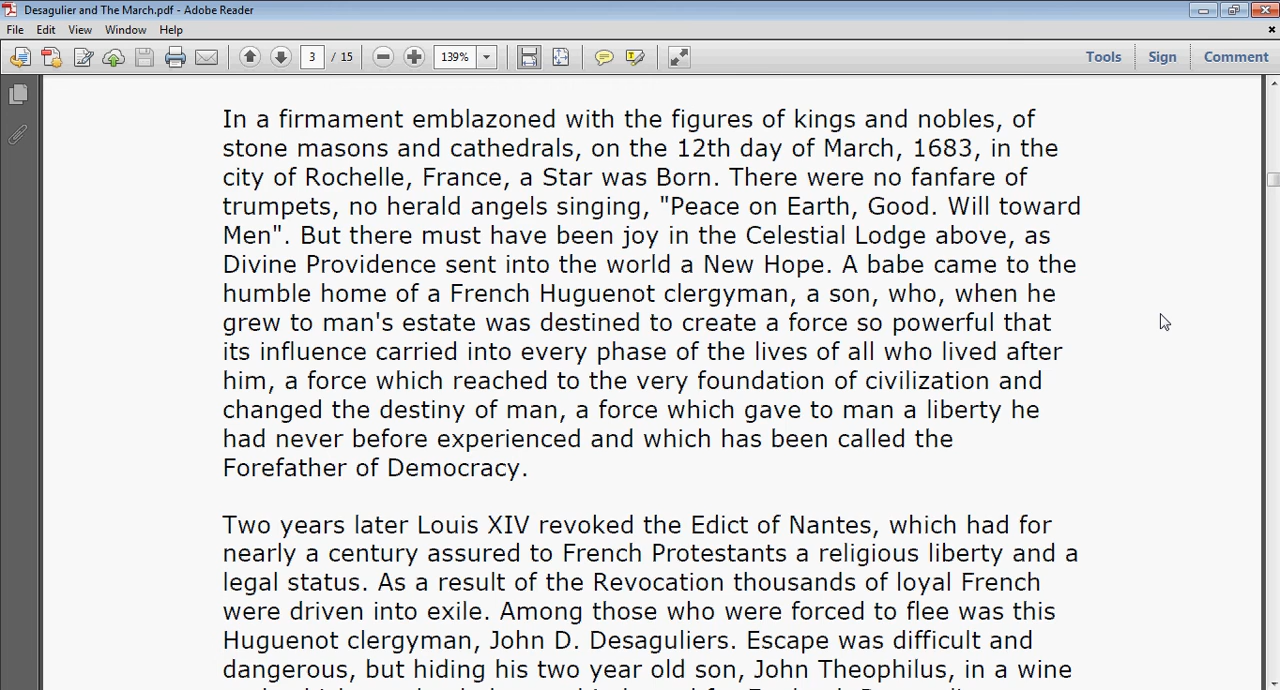 Desagulier and The March.pdf - Adobe Reader
File Edit View Window Help
3 / 15 139% Tools Sign Comment
In a firmament emblazoned with the figures of kings and nobles, of
stone masons and cathedrals, on the 12th day of March, 1683, in the
city of Rochelle, France, a Star was Born. There were no fanfare of
trumpets, no herald angels singing, "Peace on Earth, Good. Will toward
Men". But there must have been joy in the Celestial Lodge above, as
Divine Providence sent into the world a New Hope. A babe came to the
humble home of a French Huguenot clergyman, a son, who, when he
grew to man's estate was destined to create a force so powerful that
its influence carried into every phase of the lives of all who lived after
him, a force which reached to the very foundation of civilization and
changed the destiny of man, a force which gave to man a liberty he
had never before experienced and which has been called the
Forefather of Democracy.
Two years later Louis XIV revoked the Edict of Nantes, which had for
nearly a century assured to French Protestants a religious liberty and a
legal status. As a result of the Revocation thousands of loyal French
were driven into exile. Among those who were forced to flee was this
Huguenot clergyman, John D. Desaguliers. Escape was difficult and
dangerous, but hiding his two year old son, John Theophilus, in a wine